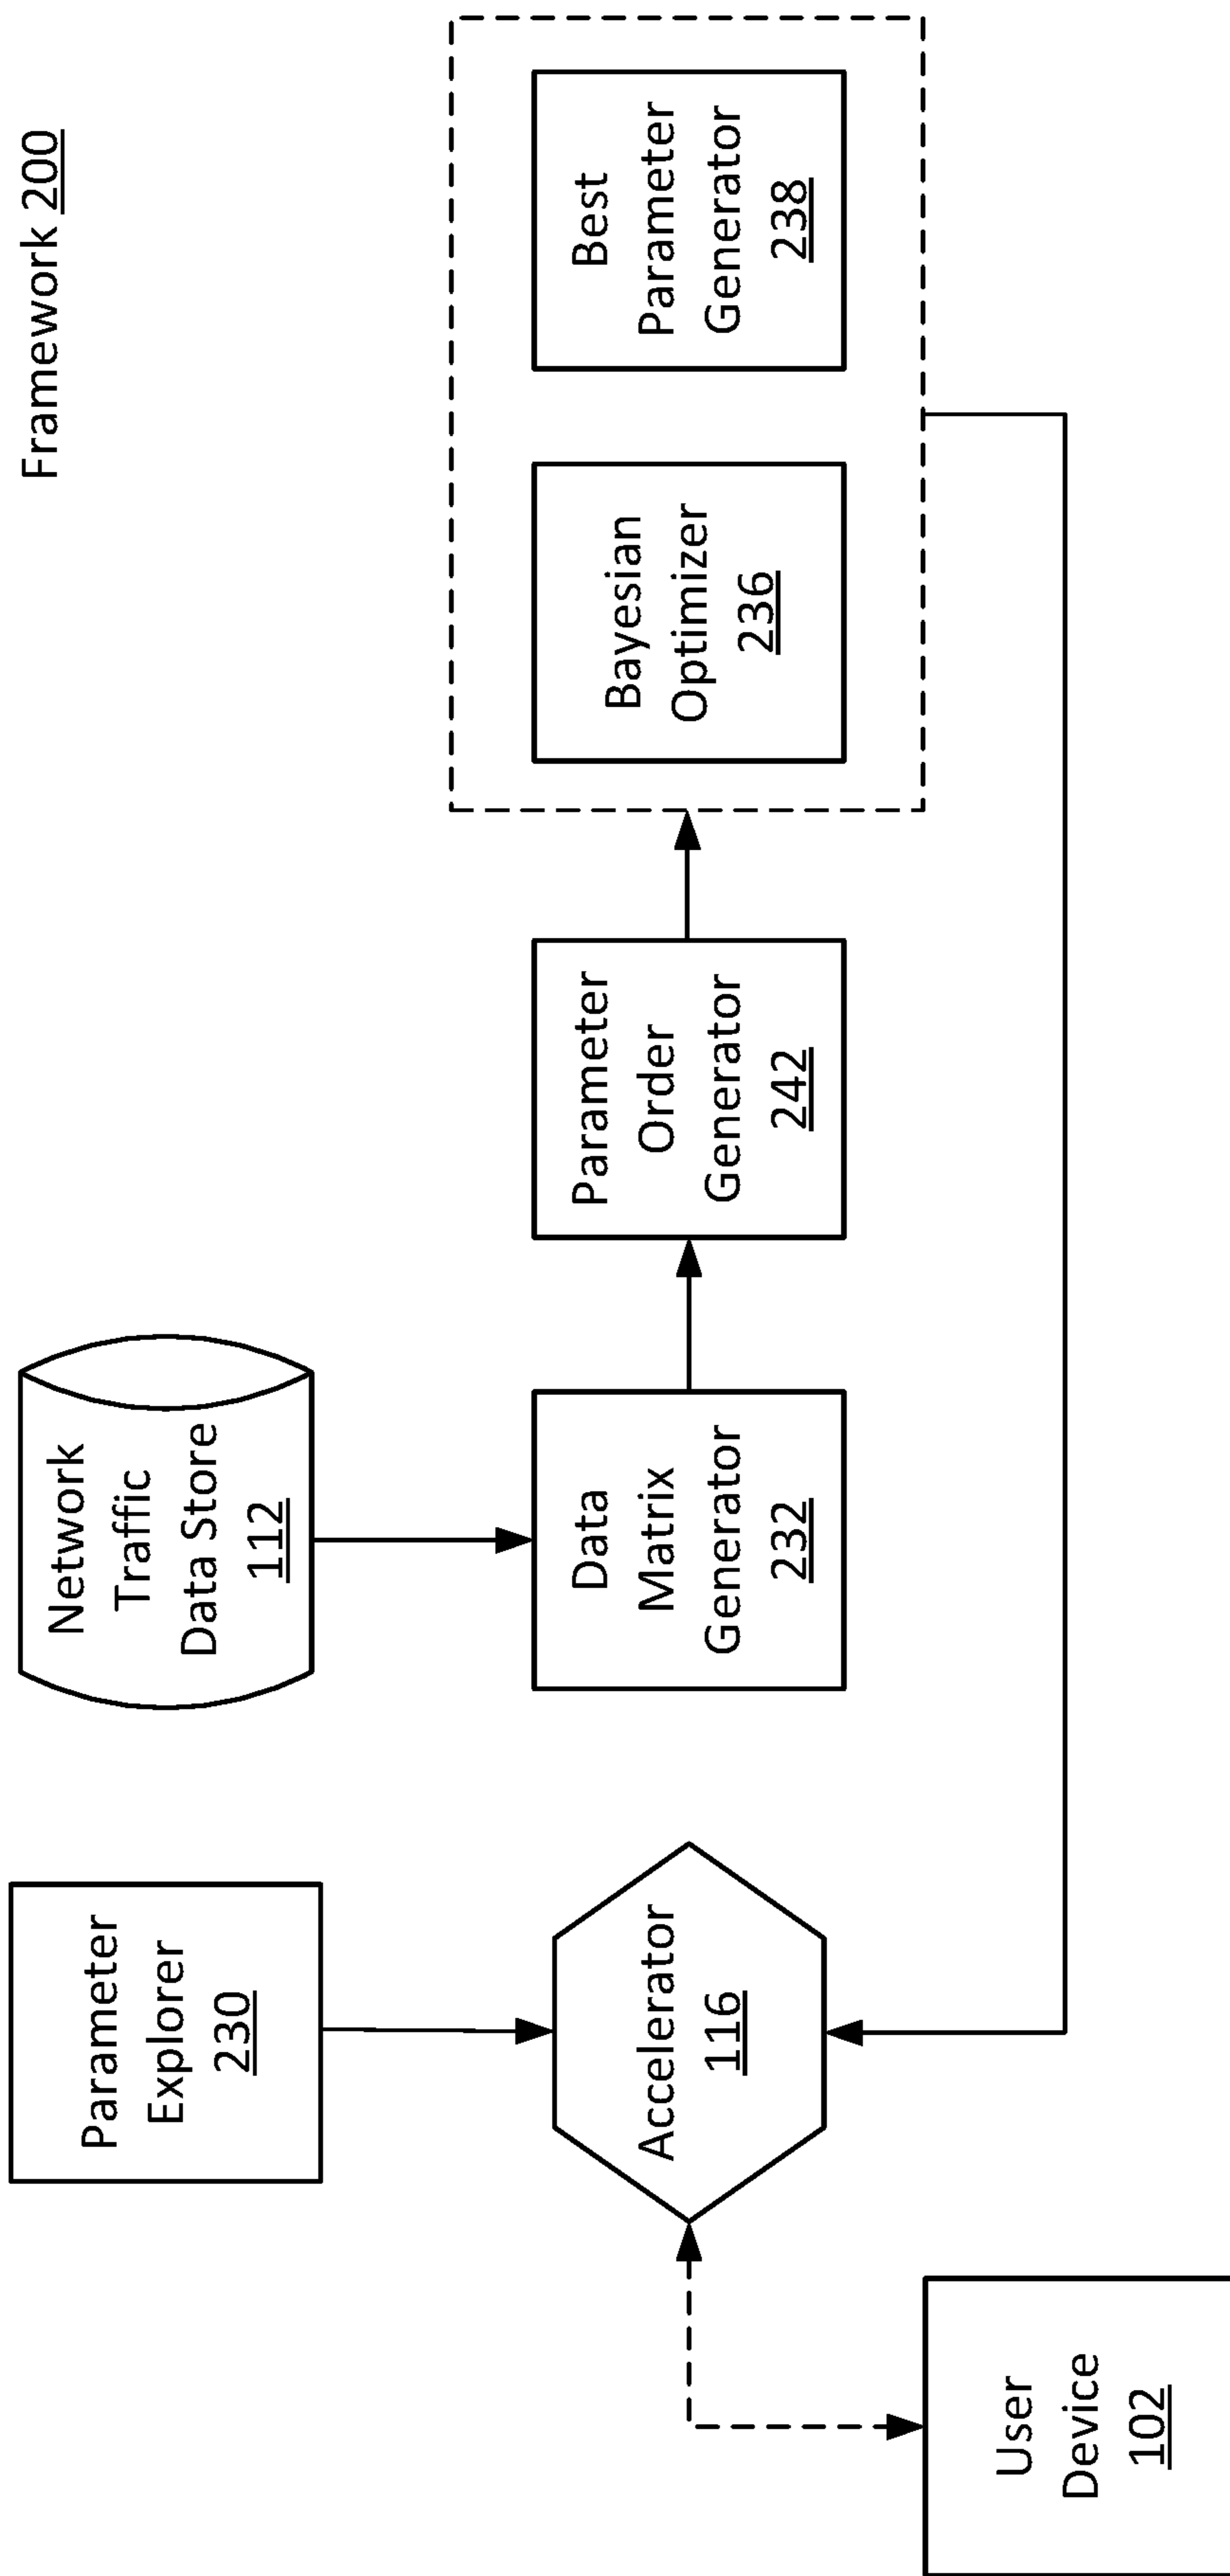 Framework 200
Parameter
Explorer
230
Network
Traffic
Data Store
112
Accelerator
116
Data
Matrix
Generator
232
Parameter
Order
Generator
242
Bayesian
Optimizer
236
Best
Parameter
Generator
238
User
Device
102